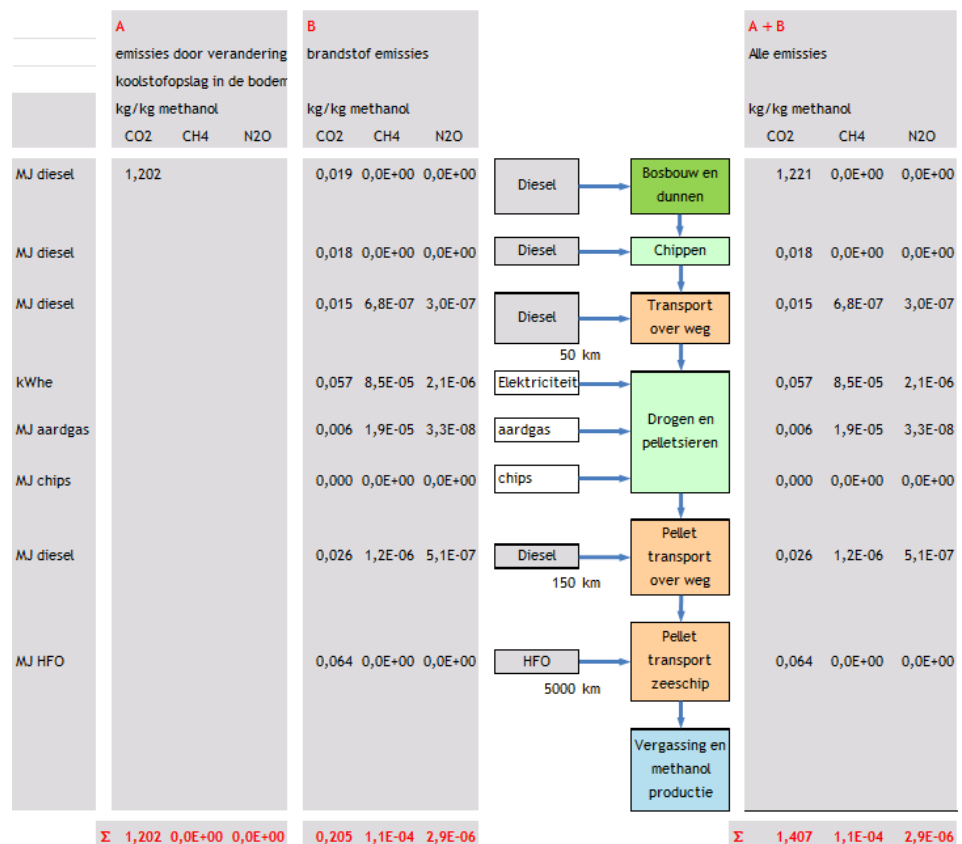 A B A + B
emissies door verandering brandstof emissies Alle emissies
koolstofopslag in de bodem
kg/kg methanol kg/kg methanol kg/kg methanol
CO2 CH4 N2O CO2 CH4 N2O CO2 CH4 N2O
MJ diesel 1,202 0,019 0,0E+00 0,0E+00 Diesel Bosbouw en 1,221 0,0E+00 0,0E+00
dunnen
MJ diesel 0,018 0,0E+00 0,0E+00 Diesel Chippen 0,018 0,0E+00 0,0E+00
MJ diesel 0,015 6,8E-07 3,0E-07 Diesel Transport 0,015 6,8E-07 3,0E-07
over weg
50 km
kWhe 0,057 8,5E-05 2,1E-06 Elektriciteit 0,057 8,5E-05 2,1E-06
Drogen en
MJ aardgas 0,006 1,9E-05 3,3E-08 aardgas pelletsieren 0,006 1,9E-05 3,3E-08
MJ chips 0,000 0,0E+00 0,0E+00 chips 0,000 0,0E+00 0,0E+00
Pellet
MJ diesel 0,026 1,2E-06 5,1E-07 Diesel transport 0,026 1,2E-06 5,1E-07
150 km over weg
Pellet
MJ HFO 0,064 0,0E+00 0,0E+00 HFO transport 0,064 0,0E+00 0,0E+00
5000 km zeeschip
Vergassing en
methanol
productie
Σ 1,202 0,0E+00 0,0E+00 0,205 1,1E-04 2,9E-06 Σ 1,407 1,1E-04 2,9E-06